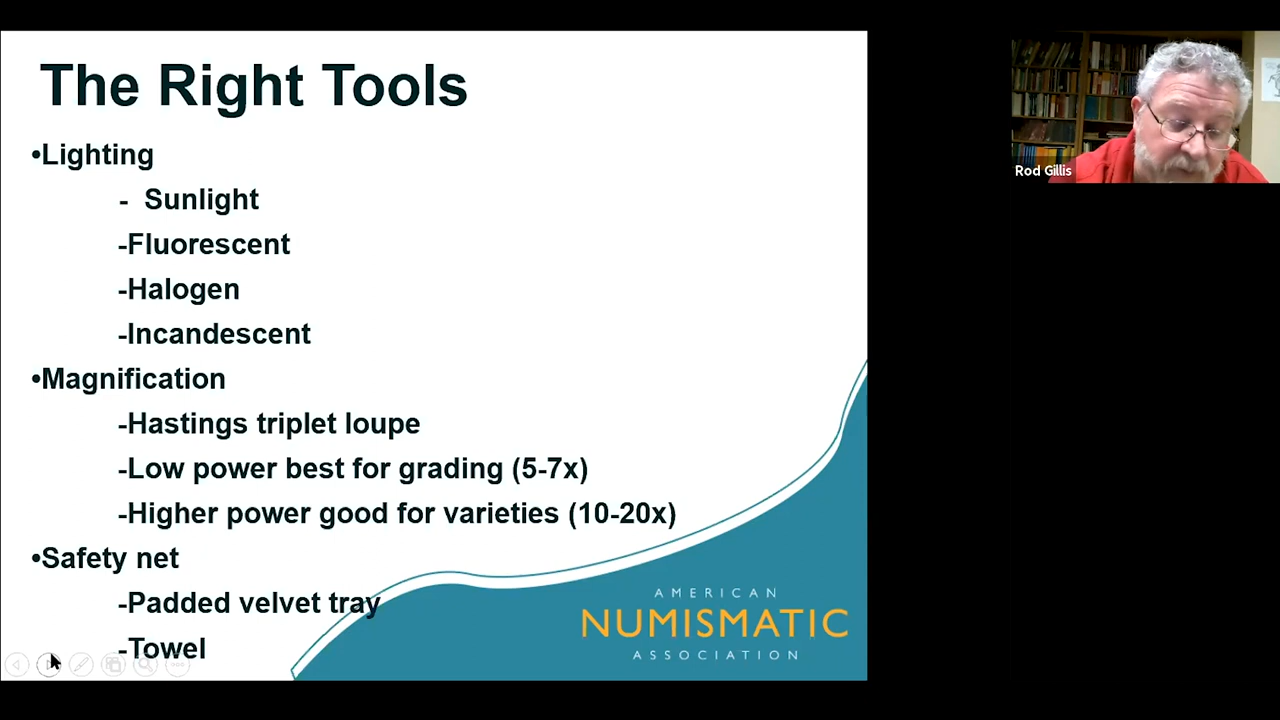 The Right Tools
•Lighting
- Sunlight
-Fluorescent
-Halogen
-Incandescent
•Magnification
-Hastings triplet loupe
-Low power best for grading (5-7x)
-Higher power good for varieties (10-20x)
•Safety net
-Padded velvet tray
-Towel
AMERICAN
NUMISMATIC
ASSOCIATION
Rod Gillis